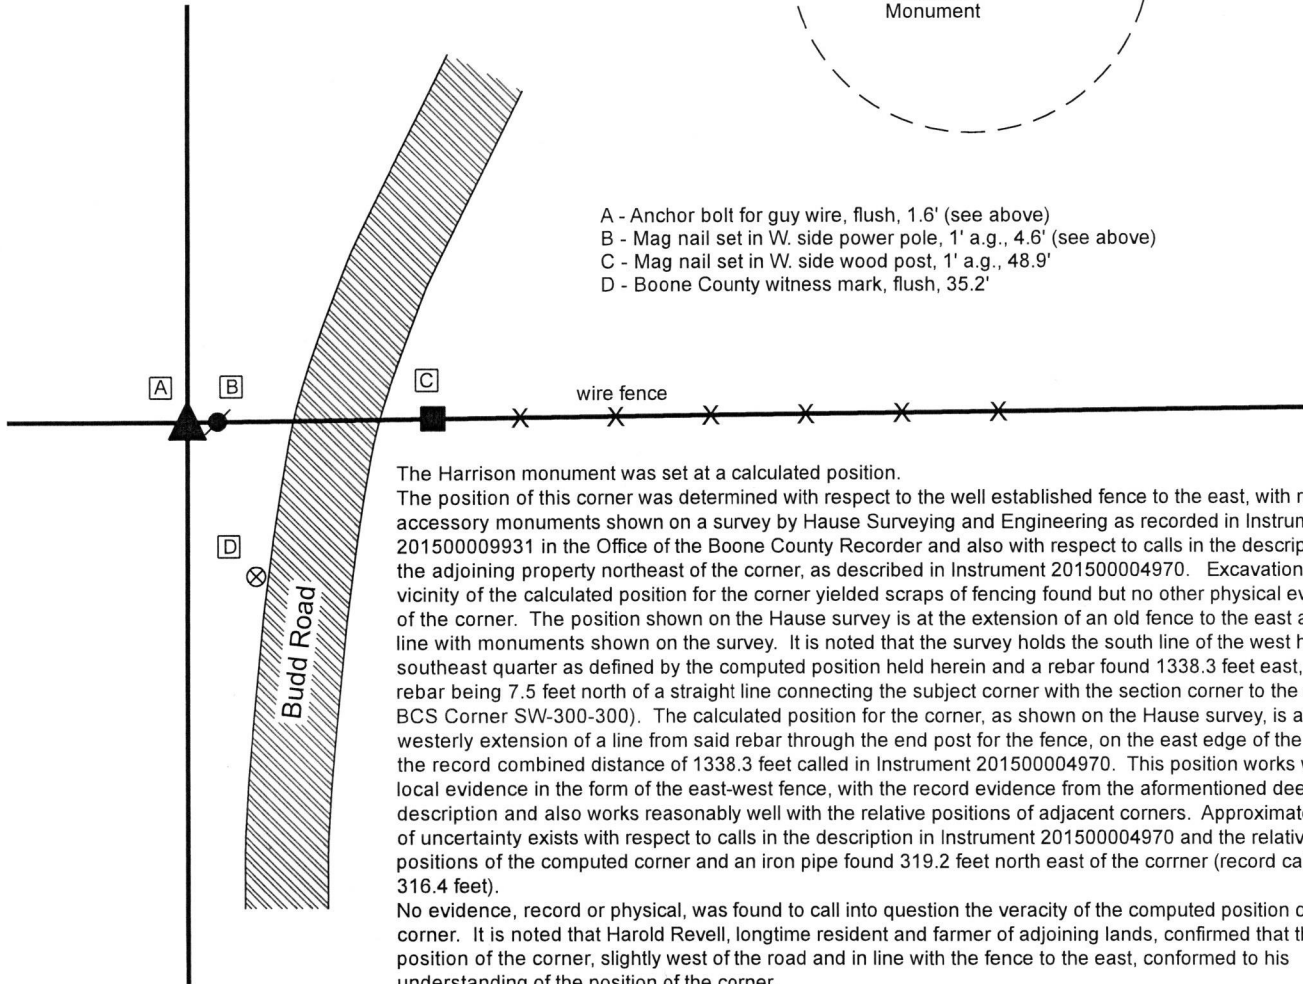 Monument
A - Anchor bolt for guy wire, flush, 1.6' (see above)
B - Mag nail set in W. side power pole, 1' a.g., 4.6' (see above)
C - Mag nail set in W. side wood post, 1' a.g., 48.9'
D - Boone County witness mark, flush, 35.2'
A
B
C
wire fence
D
Budd Road
The Harrison monument was set at a calculated position.
The position of this corner was determined with respect to the well established fence to the east, with
accessory monuments shown on a survey by Hause Surveying and Engineering as recorded in Instrum
201500009931 in the Office of the Boone County Recorder and also with respect to calls in the descrip
the adjoining property northeast of the corner, as described in Instrument 201500004970. Excavation
vicinity of the calculated position for the corner yielded scraps of fencing found but no other physical ev
of the corner. The position shown on the Hause survey is at the extension of an old fence to the east a
line with monuments shown on the survey. It is noted that the survey holds the south line of the west h
southeast quarter as defined by the computed position held herein and a rebar found 1338.3 feet east,
rebar being 7.5 feet north of a straight line connecting the subject corner with the section corner to the
BCS Corner SW-300-300). The calculated position for the corner, as shown on the Hause survey, is a
westerly extension of a line from said rebar through the end post for the fence, on the east edge of the
the record combined distance of 1338.3 feet called in Instrument 201500004970. This position works
local evidence in the form of the east-west fence, with the record evidence from the aformentioned dee
description and also works reasonably well with the relative positions of adjacent corners. Approximat
of uncertainty exists with respect to calls in the description in Instrument 201500004970 and the relativ
positions of the computed corner and an iron pipe found 319.2 feet north east of the corrner (record ca
316.4 feet).
No evidence, record or physical, was found to call into question the veracity of the computed position o
corner. It is noted that Harold Revell, longtime resident and farmer of adjoining lands, confirmed that th
position of the corner, slightly west of the road and in line with the fence to the east, conformed to his
understanding of the position of the corner